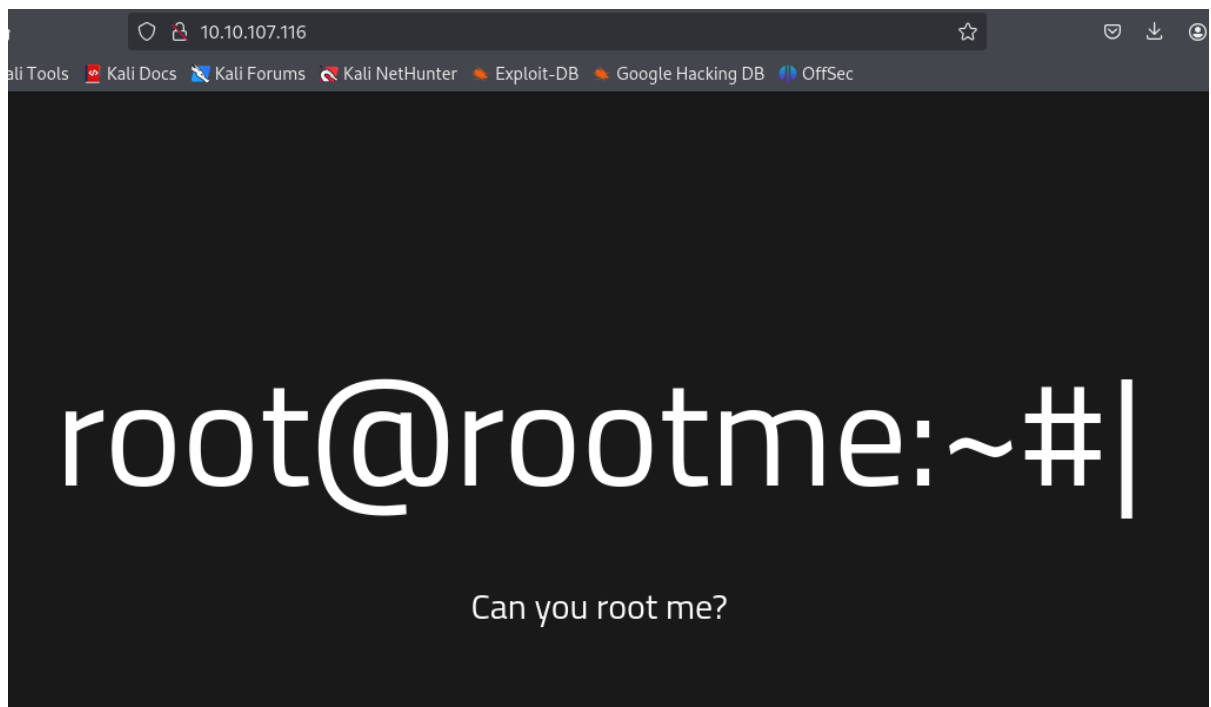 10.10.107.116
ali Tools Kali Docs Kali Forums Kali NetHunter Exploit-DB Google Hacking DB OffSec
root@rootme:~#|
Can you root me?